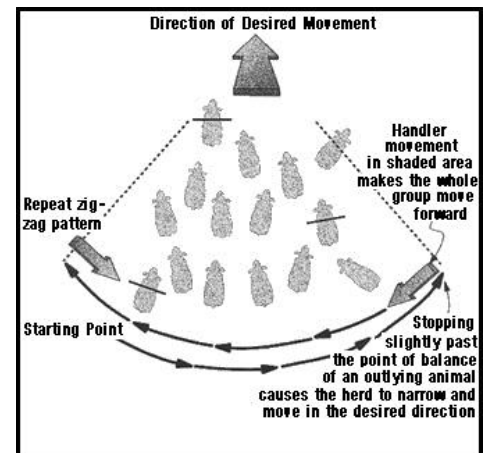 Direction of Desired Movement
Handler
movement
in shaded area
makes the whole
group move
forward
Repeat zig-
zag pattern
Starting Point
Stopping
slightly past
the point of balance
of an outlying animal
causes the herd to narrow and
move in the desired direction